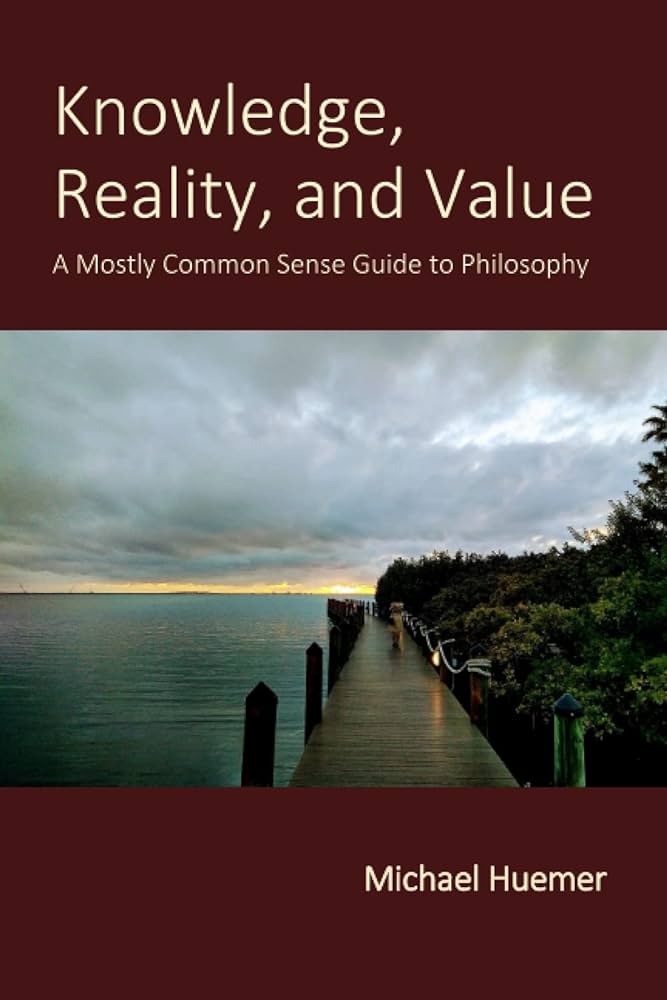 Knowledge,
Reality, and Value
A Mostly Common Sense Guide to Philosophy
Michael Huemer